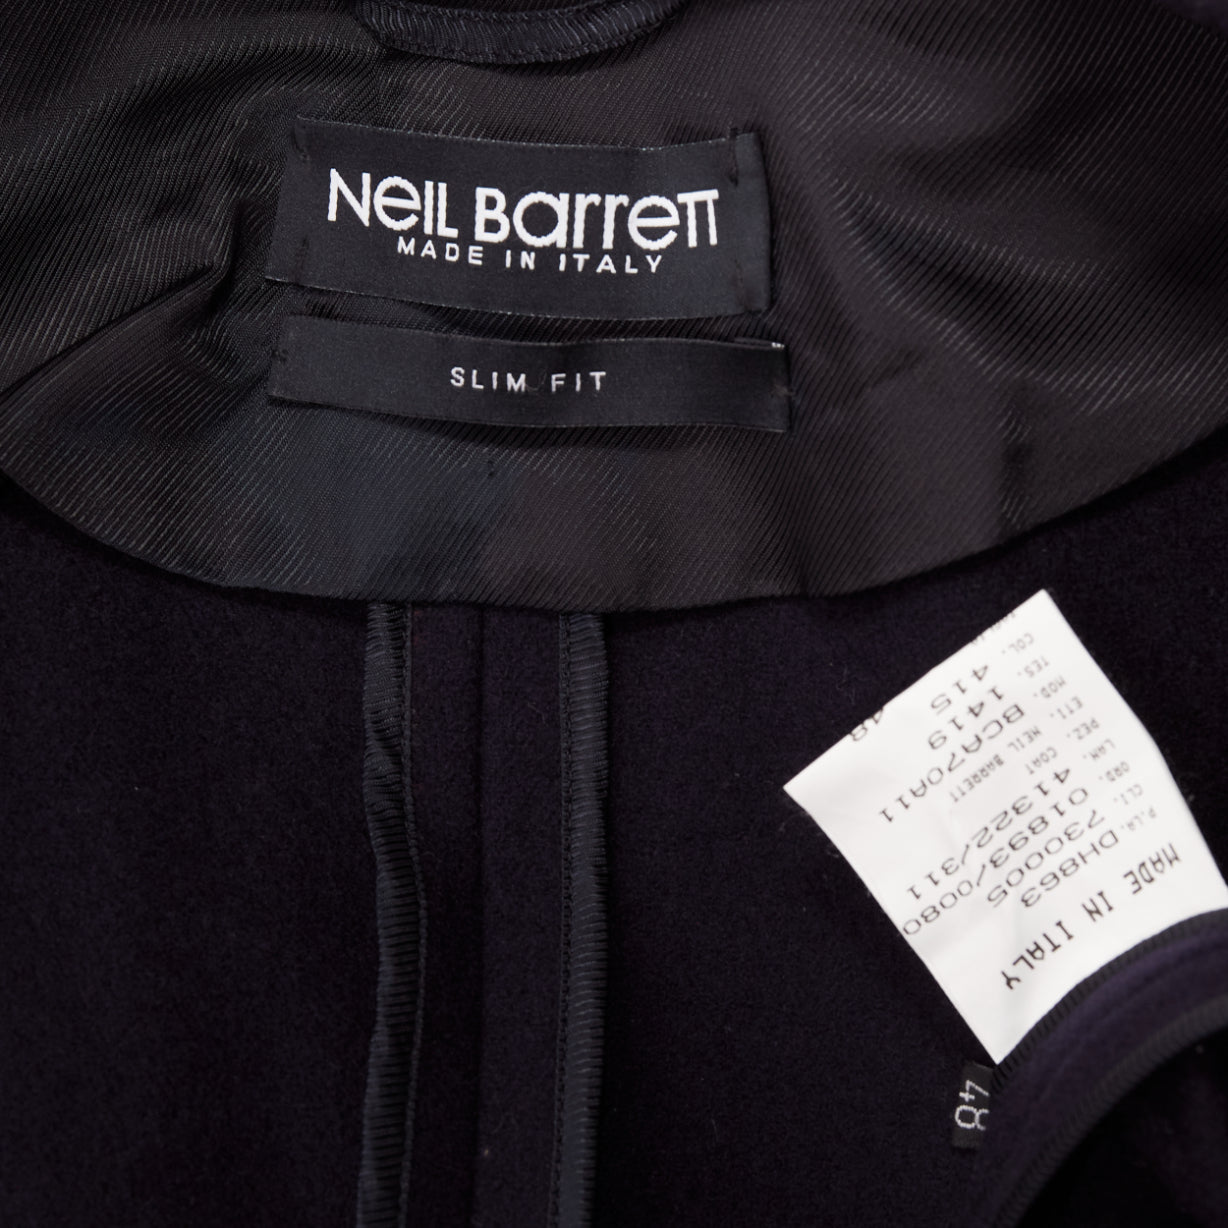 Neil Barrett
MADE IN ITALY
SLIM FIT
MADE IN ITALY
P.LA. DH863
CLI. 730005
ORD. 01893/0080
LAN. 41322/311
PEZ. COAT
ETI. NEIL BARRETT
MOD. BCA70A11
TES. 1419
COL. 415
48
48